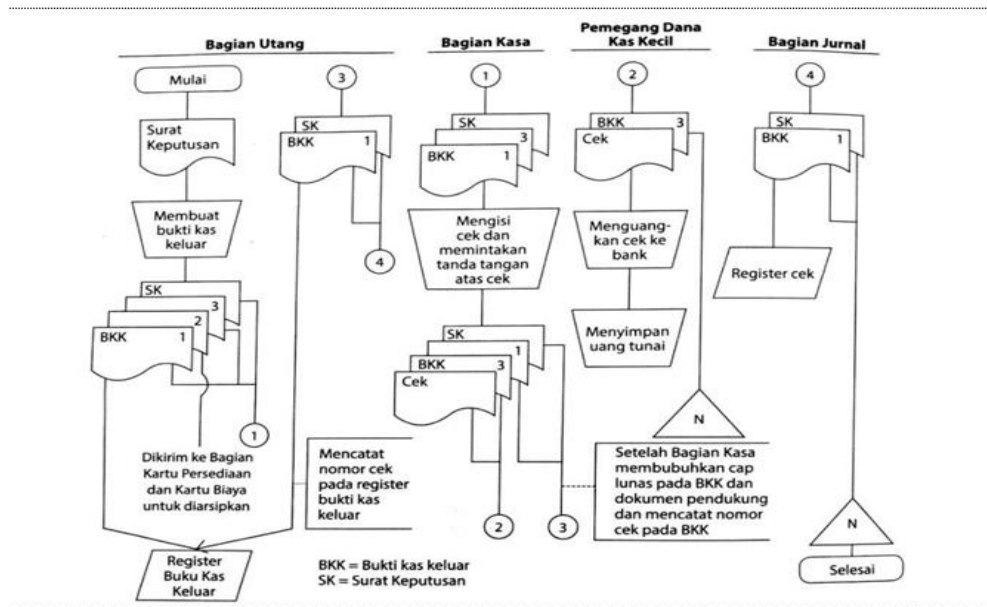 Bagian Utang
Mulai
Surat
Keputusan
Membuat
bukti kas
keluar
SK
3
2
BKK 1
1
Dikirim ke Bagian
Kartu Persediaan
dan Kartu Biaya
untuk diarsipkan
Register
Buku Kas
Keluar
3
SK
BKK 1
4
Mencatat
nomor cek
pada register
bukti kas
keluar
BKK = Bukti kas keluar
SK = Surat Keputusan
Bagian Kasa
1
SK
3
BKK 1
Mengisi
cek dan
memintakan
tanda tangan
atas cek
SK
1
BKK 3
Cek
2
3
Pemegang Dana
Kas Kecil
2
BKK 3
Cek
Menguang-
kan cek ke
bank
Menyimpan
uang tunai
N
Setelah Bagian Kasa
membubuhkan cap
lunas pada BKK dan
dokumen pendukung
dan mencatat nomor
cek pada BKK
Bagian Jurnal
4
SK
BKK 1
Register cek
N
Selesai